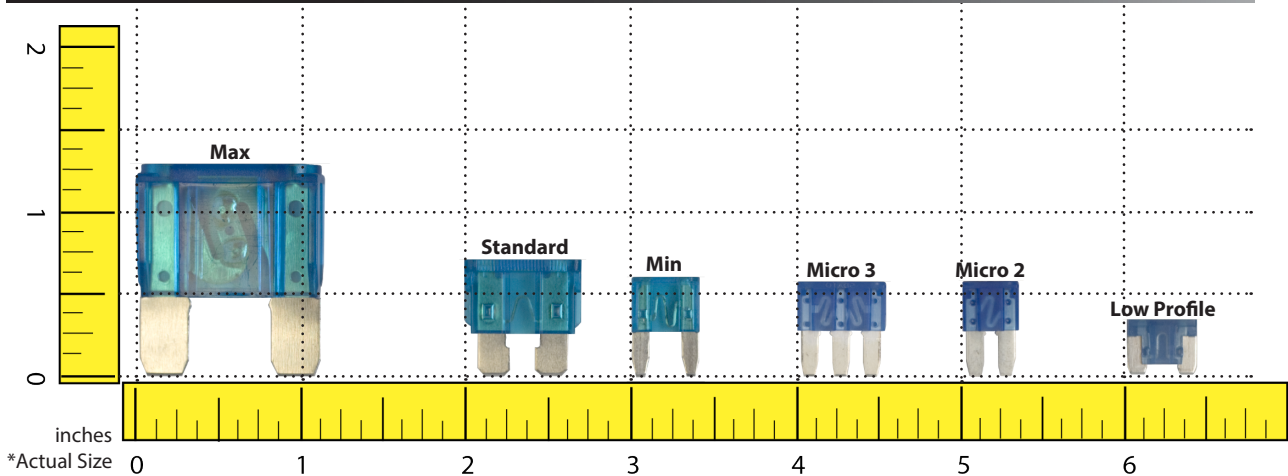 2
1
0
Max
Standard
Min
Micro 3
Micro 2
Low Profile
inches
*Actual Size
0 1 2 3 4 5 6